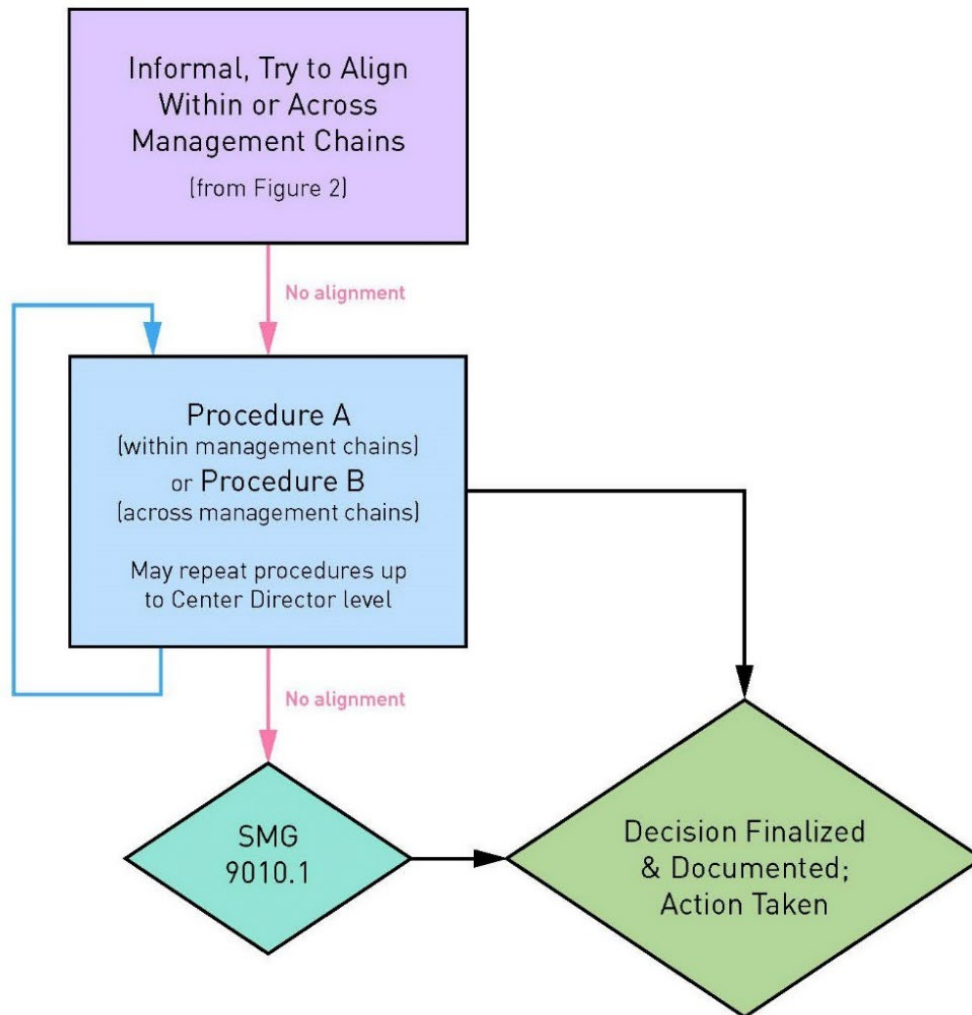 Informal, Try to Align
Within or Across
Management Chains
(from Figure 2)
No alignment
Procedure A
(within management chains)
or Procedure B
(across management chains)
May repeat procedures up
to Center Director level
No alignment
SMG
9010.1
Decision Finalized
& Documented;
Action Taken